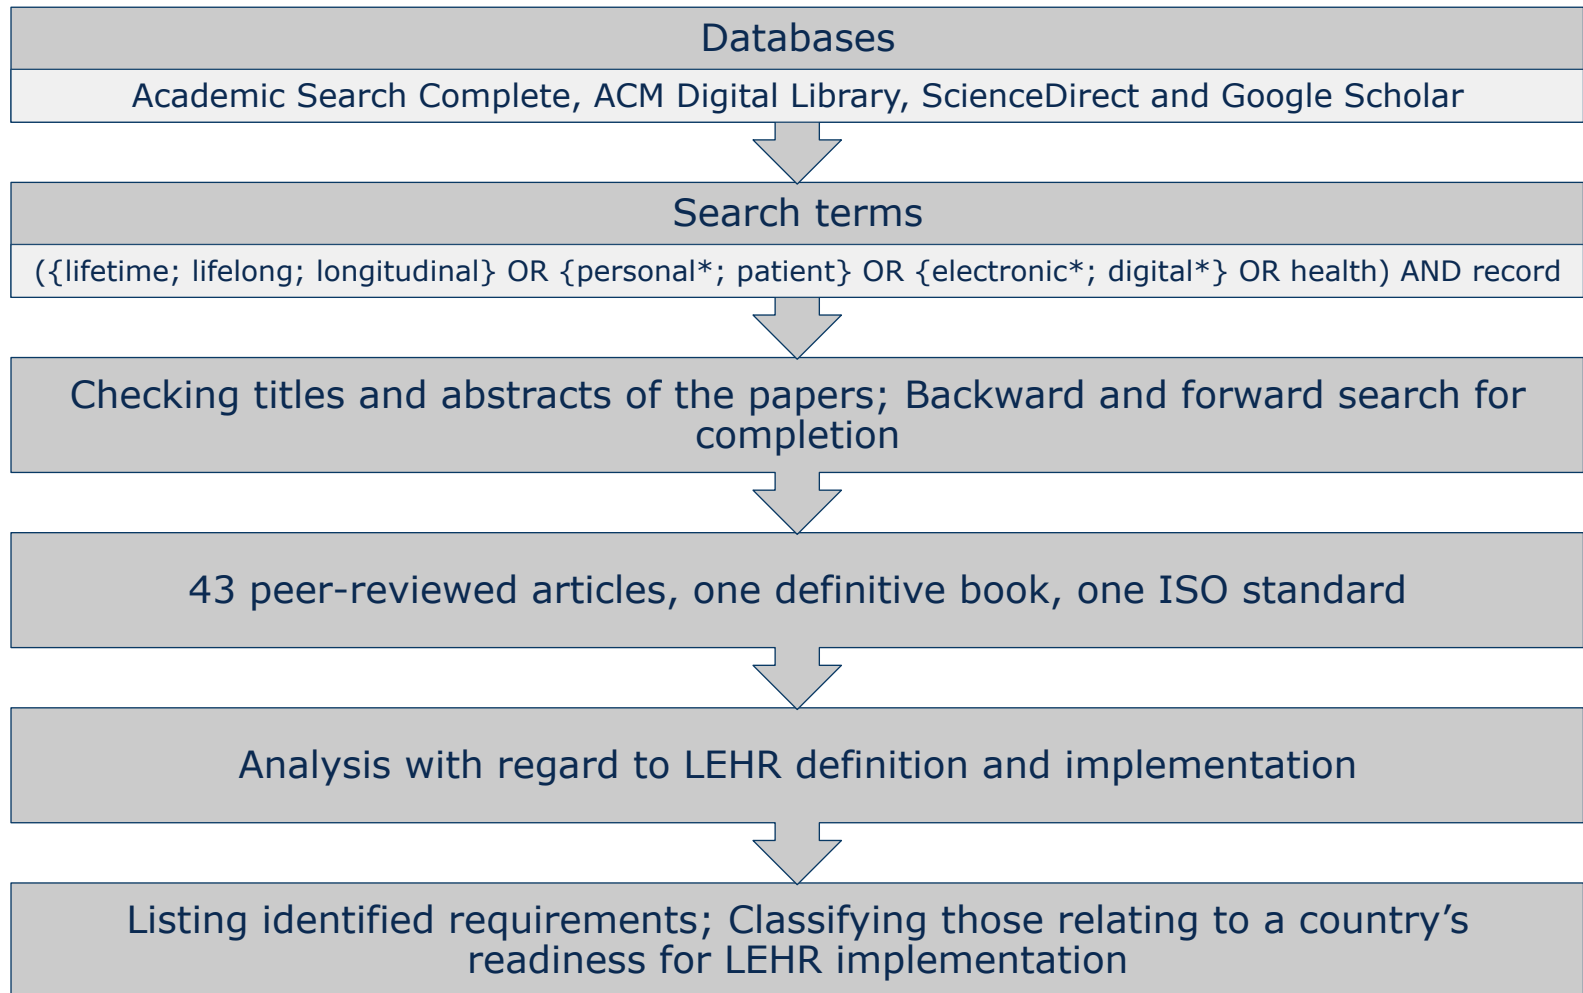 Databases
Academic Search Complete, ACM Digital Library, ScienceDirect and Google Scholar
Search terms
({lifetime; lifelong; longitudinal} OR {personal*; patient} OR {electronic*; digital*} OR health) AND record
Checking titles and abstracts of the papers; Backward and forward search for
completion
43 peer-reviewed articles, one definitive book, one ISO standard
Analysis with regard to LEHR definition and implementation
Listing identified requirements; Classifying those relating to a country’s
readiness for LEHR implementation